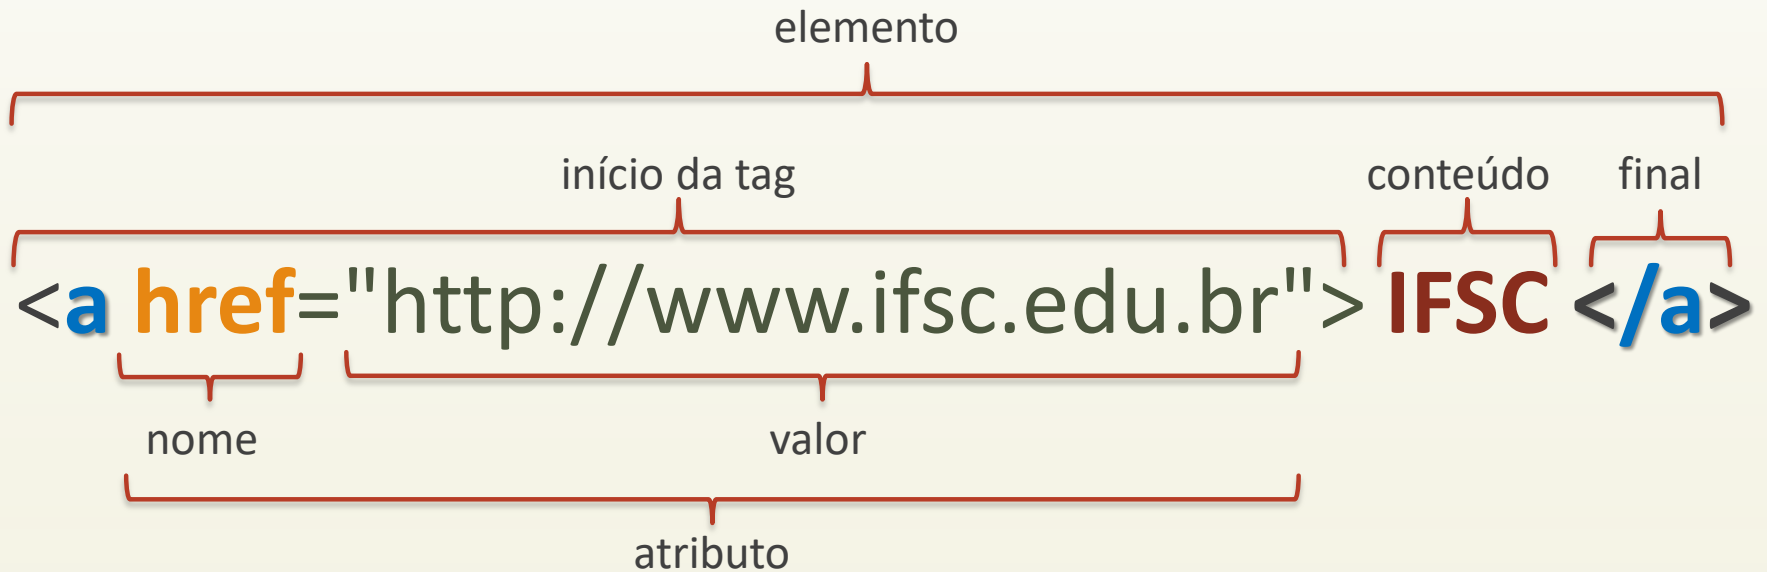 elemento
início da tag conteúdo final
<a href="http://www.ifsc.edu.br"> IFSC </a>
nome valor
atributo